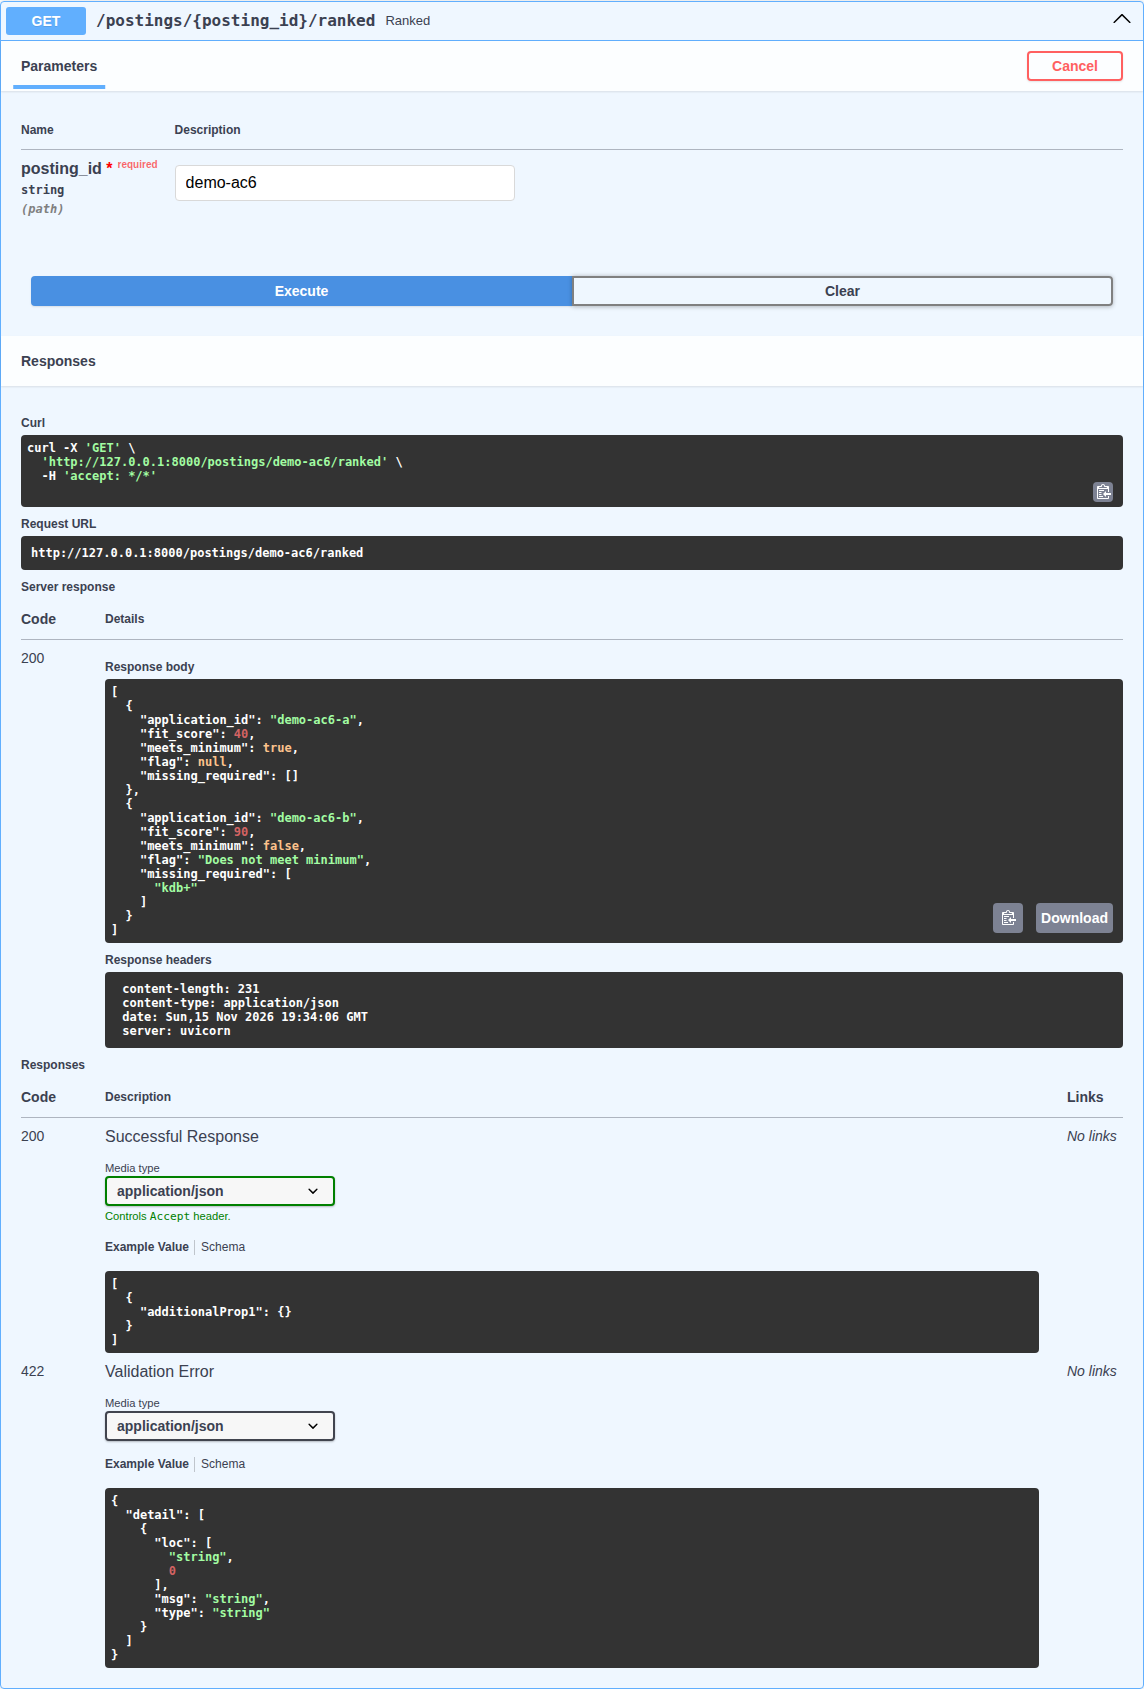 GET /postings/{posting_id}/ranked Ranked
Parameters Cancel
Name Description
posting_id * required
string
(path)
demo-ac6
Execute Clear
Responses
Curl
curl -X 'GET' \
  'http://127.0.0.1:8000/postings/demo-ac6/ranked' \
  -H 'accept: */*'
Request URL
http://127.0.0.1:8000/postings/demo-ac6/ranked
Server response
Code Details
200
Response body
[
  {
    "application_id": "demo-ac6-a",
    "fit_score": 40,
    "meets_minimum": true,
    "flag": null,
    "missing_required": []
  },
  {
    "application_id": "demo-ac6-b",
    "fit_score": 90,
    "meets_minimum": false,
    "flag": "Does not meet minimum",
    "missing_required": [
      "kdb+"
    ]
  }
]
Download
Response headers
content-length: 231
content-type: application/json
date: Sun,15 Nov 2026 19:34:06 GMT
server: uvicorn
Responses
Code Description Links
200 Successful Response No links
Media type
application/json
Controls Accept header.
Example Value Schema
[
  {
    "additionalProp1": {}
  }
]
422 Validation Error No links
Media type
application/json
Example Value Schema
{
  "detail": [
    {
      "loc": [
        "string",
        0
      ],
      "msg": "string",
      "type": "string"
    }
  ]
}